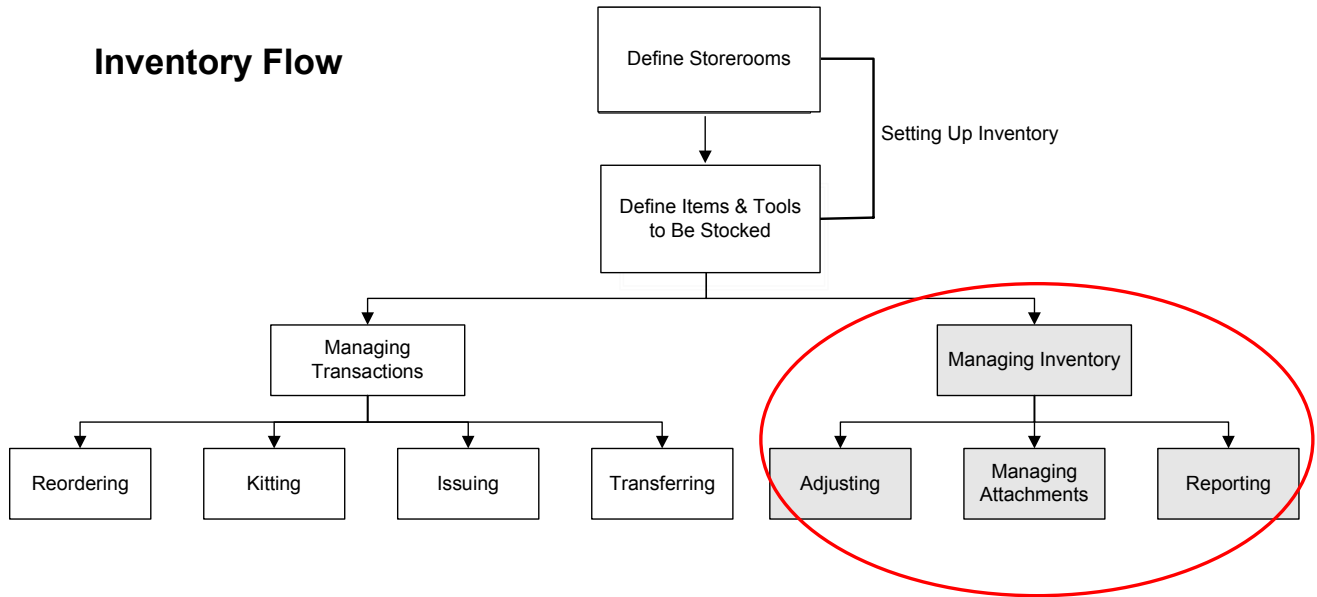 Inventory Flow
Define Storerooms
Setting Up Inventory
Define Items & Tools
to Be Stocked
Managing
Transactions
Managing Inventory
Reordering
Kitting
Issuing
Transferring
Adjusting
Managing
Attachments
Reporting